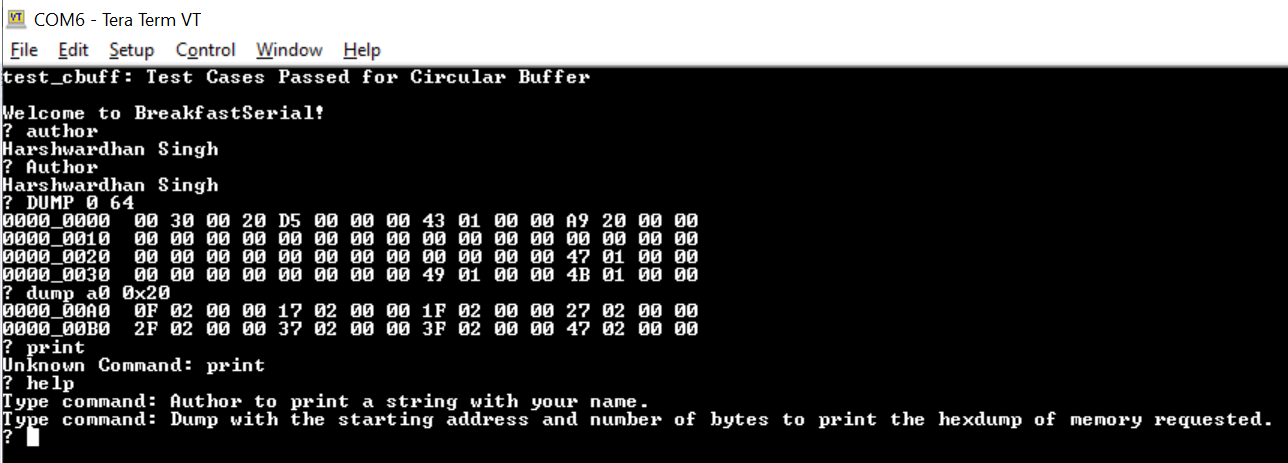 COM6 - Tera Term VT
File Edit Setup Control Window Help
test_cbuff: Test Cases Passed for Circular Buffer
Welcome to BreakfastSerial!
? author
Harshwardhan Singh
? Author
Harshwardhan Singh
? DUMP 0 64
0000_0000  00 30 00 20 D5 00 00 00 43 01 00 00 A9 20 00 00
0000_0010  00 00 00 00 00 00 00 00 00 00 00 00 00 00 00 00
0000_0020  00 00 00 00 00 00 00 00 00 00 00 00 47 01 00 00
0000_0030  00 00 00 00 00 00 00 00 49 01 00 00 4B 01 00 00
? dump a0 0x20
0000_00A0  0F 02 00 00 17 02 00 00 1F 02 00 00 27 02 00 00
0000_00B0  2F 02 00 00 37 02 00 00 3F 02 00 00 47 02 00 00
? print
Unknown Command: print
? help
Type command: Author to print a string with your name.
Type command: Dump with the starting address and number of bytes to print the hexdump of memory requested.
?